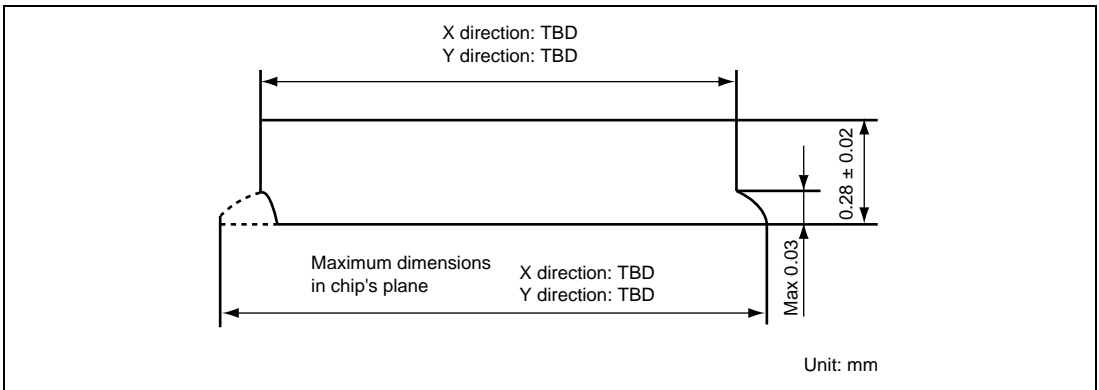 X direction: TBD
Y direction: TBD
0.28 ± 0.02
Max 0.03
Maximum dimensions
in chip's plane
X direction: TBD
Y direction: TBD
Unit: mm